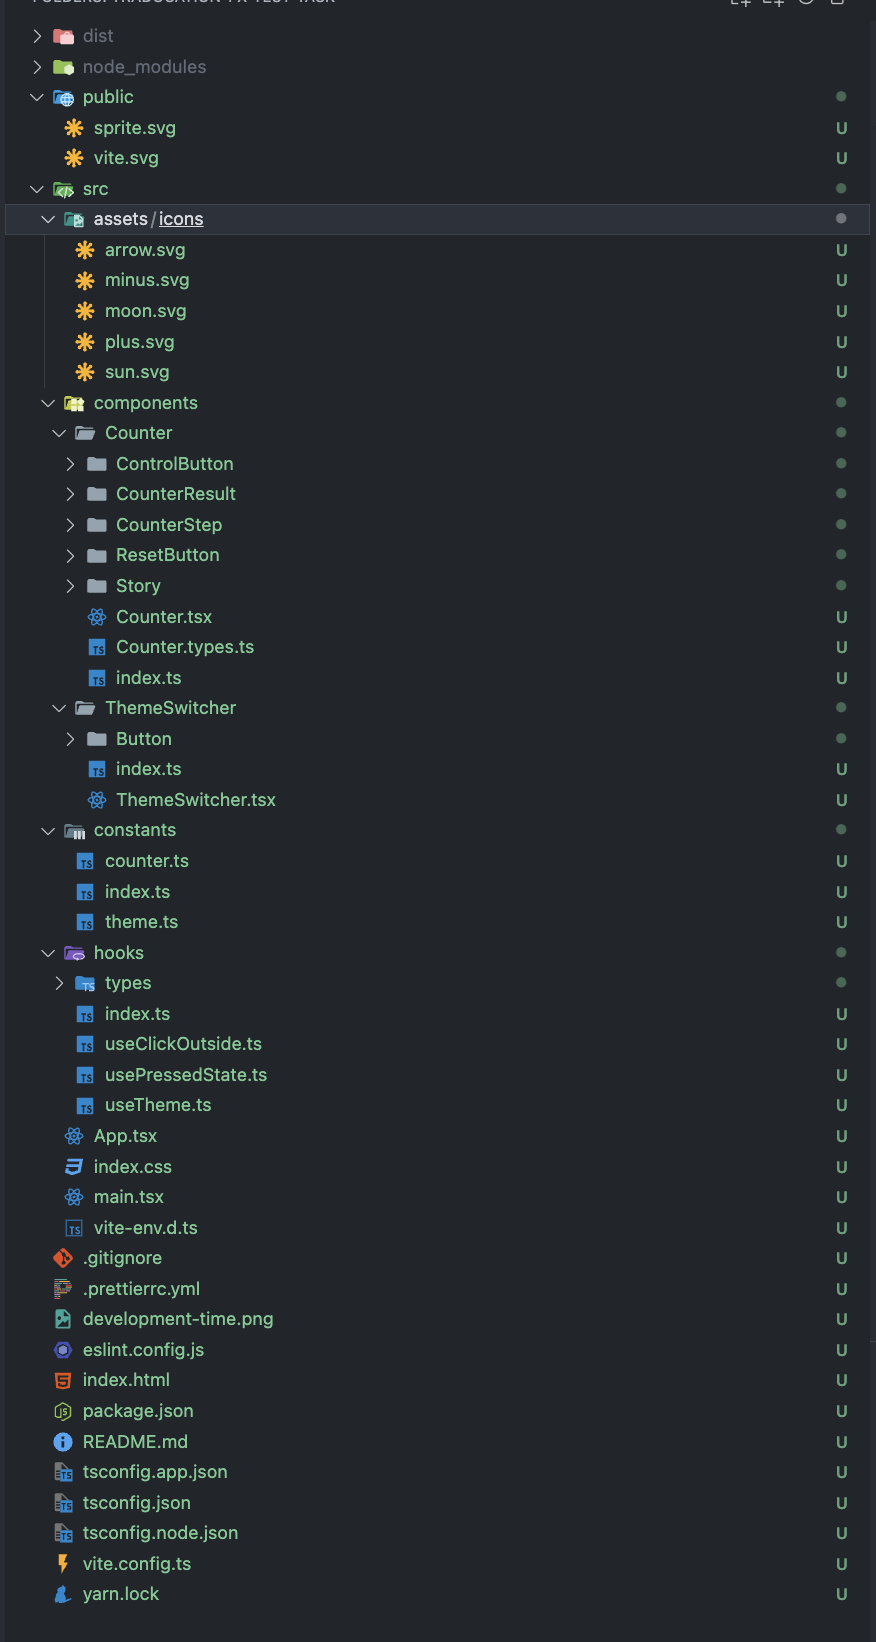 dist
node_modules
public
sprite.svg U
vite.svg U
src
assets/icons
arrow.svg U
minus.svg U
moon.svg U
plus.svg U
sun.svg U
components
Counter
ControlButton
CounterResult
CounterStep
ResetButton
Story
Counter.tsx U
Counter.types.ts U
index.ts U
ThemeSwitcher
Button
index.ts U
ThemeSwitcher.tsx U
constants
counter.ts U
index.ts U
theme.ts U
hooks
types
index.ts U
useClickOutside.ts U
usePressedState.ts U
useTheme.ts U
App.tsx U
index.css U
main.tsx U
vite-env.d.ts U
.gitignore U
.prettierrc.yml U
development-time.png U
eslint.config.js U
index.html U
package.json U
README.md U
tsconfig.app.json U
tsconfig.json U
tsconfig.node.json U
vite.config.ts U
yarn.lock U